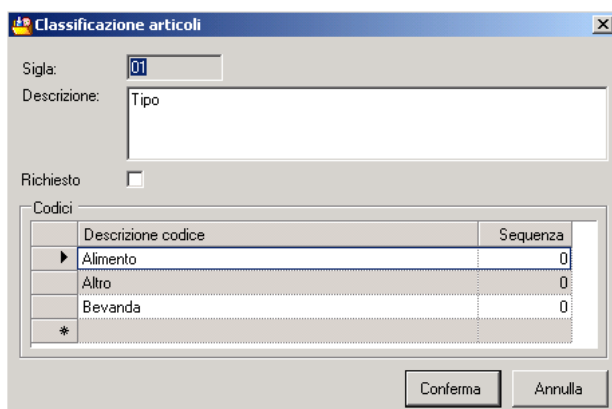 Classificazione articoli
Sigla: 01
Descrizione: Tipo
Richiesto
Codici
Descrizione codice Sequenza
Alimento 0
Altro 0
Bevanda 0
*
Conferma Annulla